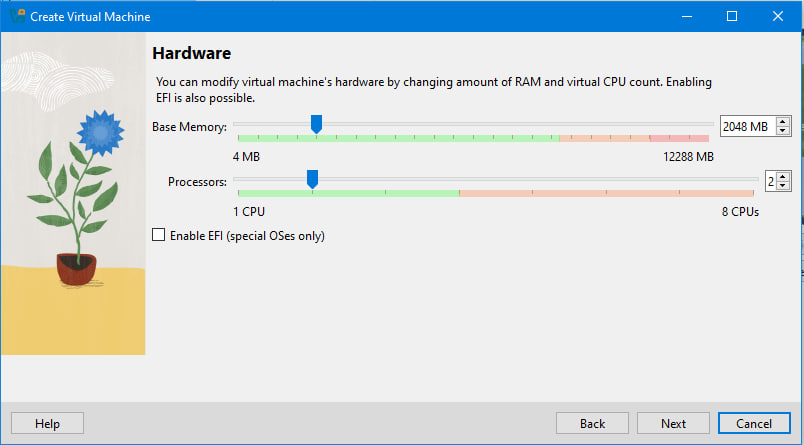 Create Virtual Machine
Hardware
You can modify virtual machine's hardware by changing amount of RAM and virtual CPU count. Enabling
EFI is also possible.
Base Memory:
2048 MB
4 MB
12288 MB
Processors:
2
1 CPU
8 CPUs
Enable EFI (special OSes only)
Help
Back
Next
Cancel